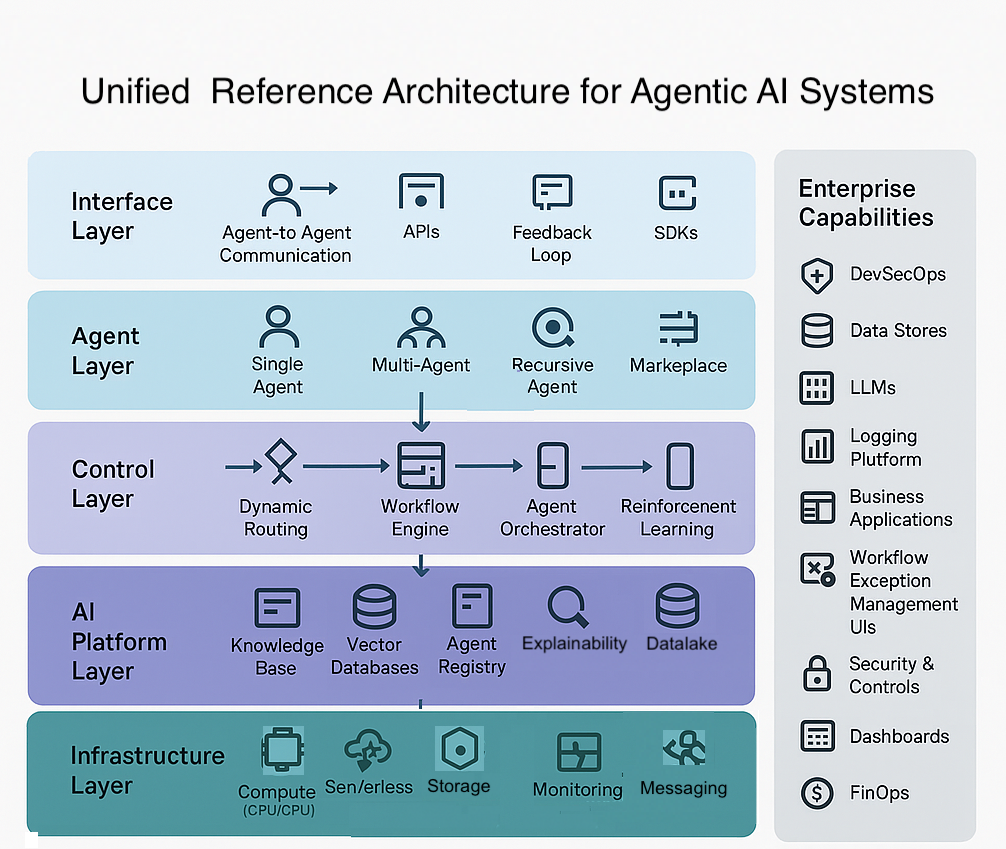 Unified Reference Architecture for Agentic AI Systems
Interface
Layer
Agent-to Agent
Communication
APIs
Feedback
Loop
SDKs
Agent
Layer
Single
Agent
Multi-Agent
Recursive
Agent
Markeplace
Control
Layer
Dynamic
Routing
Workflow
Engine
Agent
Orchestrator
Reinforcenent
Learning
AI
Platform
Layer
Knowledge
Base
Vector
Databases
Agent
Registry
Explainability
Datalake
Infrastructure
Layer
Compute
(CPU/CPU)
Sen/erless
Storage
Monitoring
Messaging
Enterprise
Capabilities
DevSecOps
Data Stores
LLMs
Logging
Plutform
Business
Applications
Workflow
Exception
Management
UIs
Security &
Controls
Dashboards
FinOps